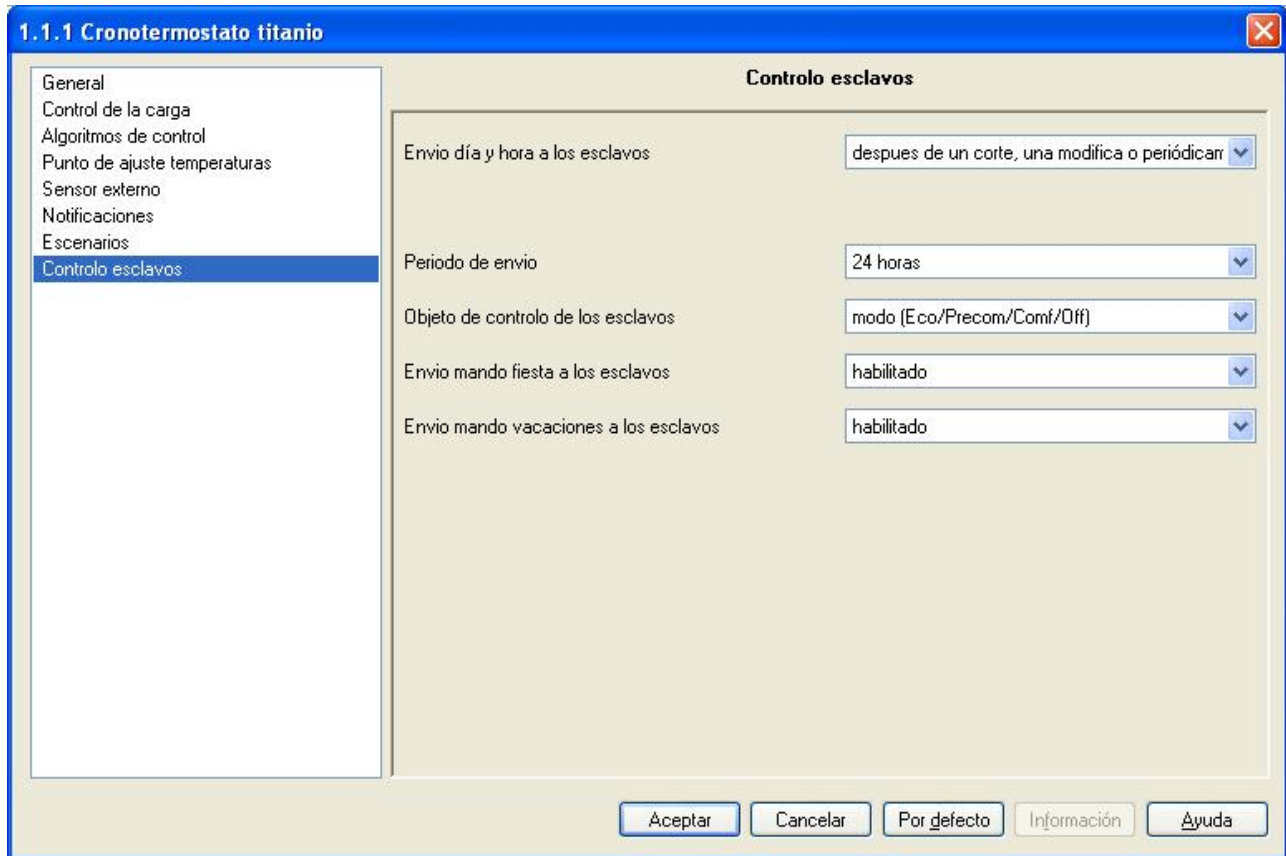 1.1.1 Cronotermostato titanio
General
Control de la carga
Algoritmos de control
Punto de ajuste temperaturas
Sensor externo
Notificaciones
Escenarios
Controlo esclavos
Controlo esclavos
Envio día y hora a los esclavos
despues de un corte, una modifica o periódicam
Periodo de envio
24 horas
Objeto de controlo de los esclavos
modo (Eco/Precom/Comf/Off)
Envio mando fiesta a los esclavos
habilitado
Envio mando vacaciones a los esclavos
habilitado
Aceptar
Cancelar
Por defecto
Información
Ayuda